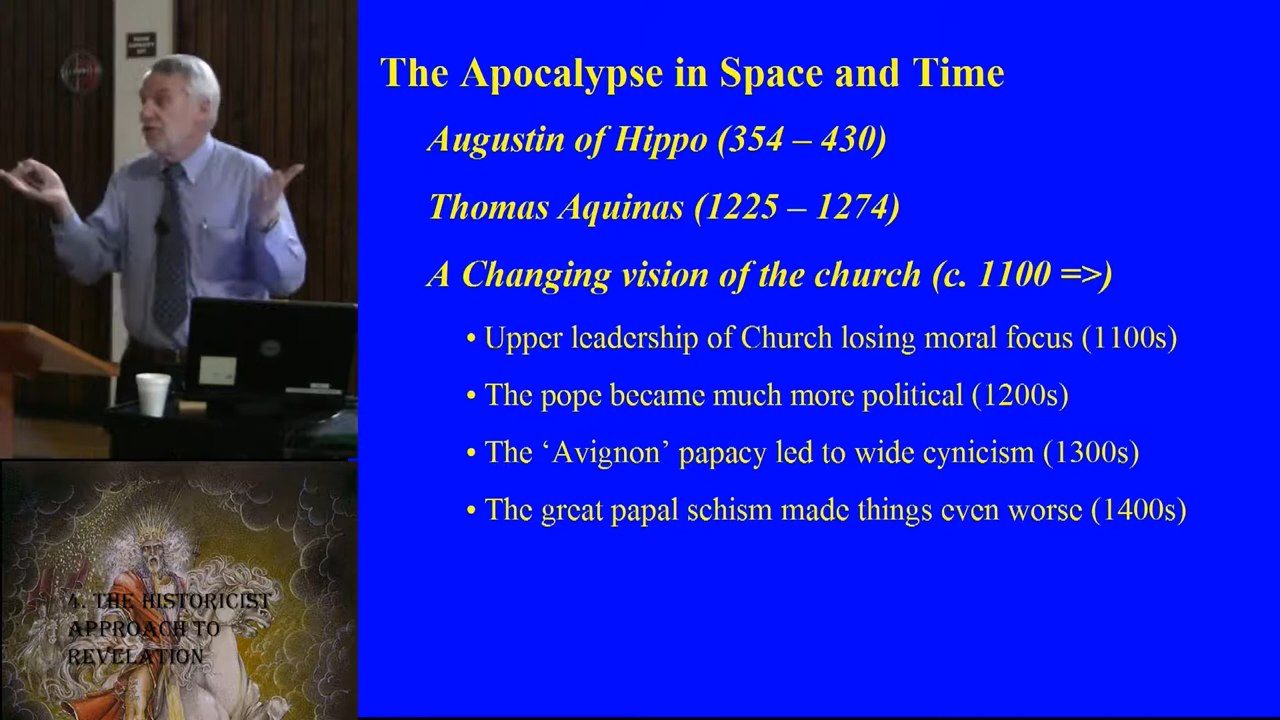 The Apocalypse in Space and Time
Augustin of Hippo (354 – 430)
Thomas Aquinas (1225 – 1274)
A Changing vision of the church (c. 1100 =>)
• Upper leadership of Church losing moral focus (1100s)
• The pope became much more political (1200s)
• The ‘Avignon’ papacy led to wide cynicism (1300s)
• The great papal schism made things even worse (1400s)
4. THE HISTORICIST
APPROACH TO
REVELATION